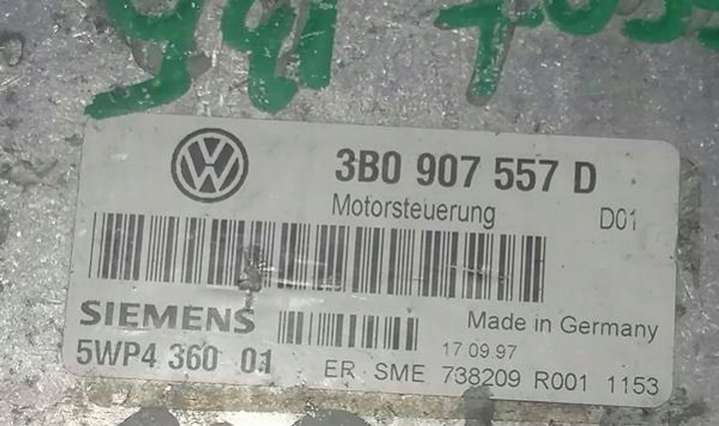 3B0 907 557 D
Motorsteuerung D01
SIEMENS
Made in Germany
5WP4 360 01
17 09.97
ER SME 738209 R001 1153